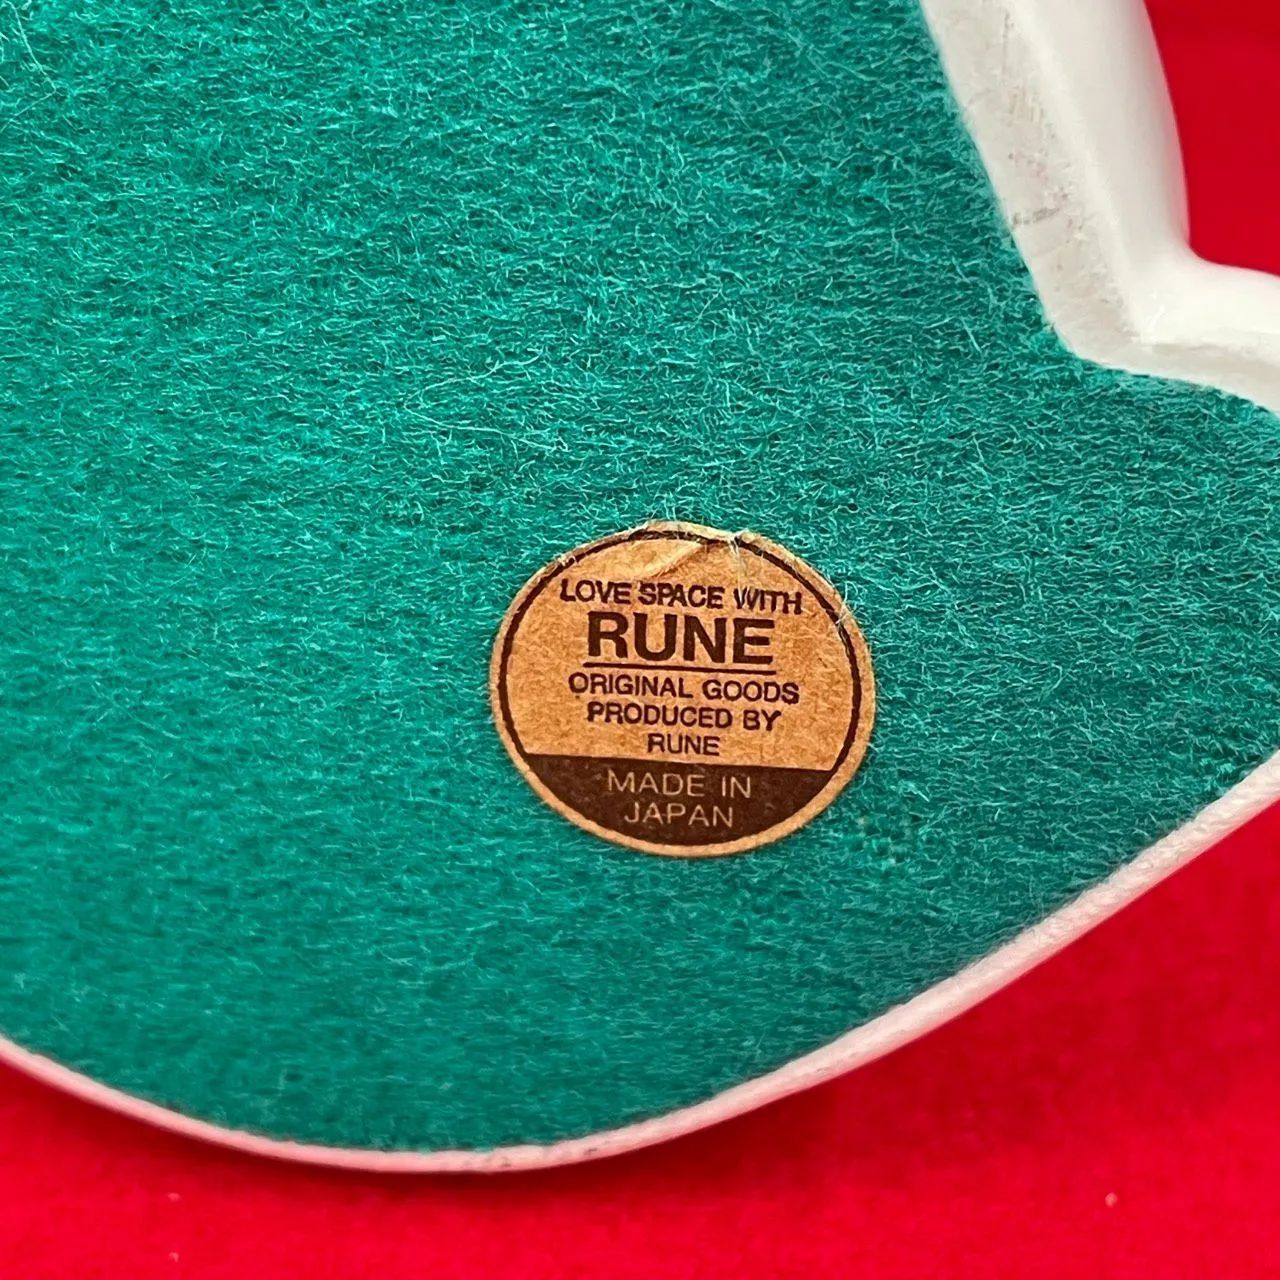 LOVE SPACE WITH
RUNE
ORIGINAL GOODS
PRODUCED BY
RUNE
MADE IN
JAPAN